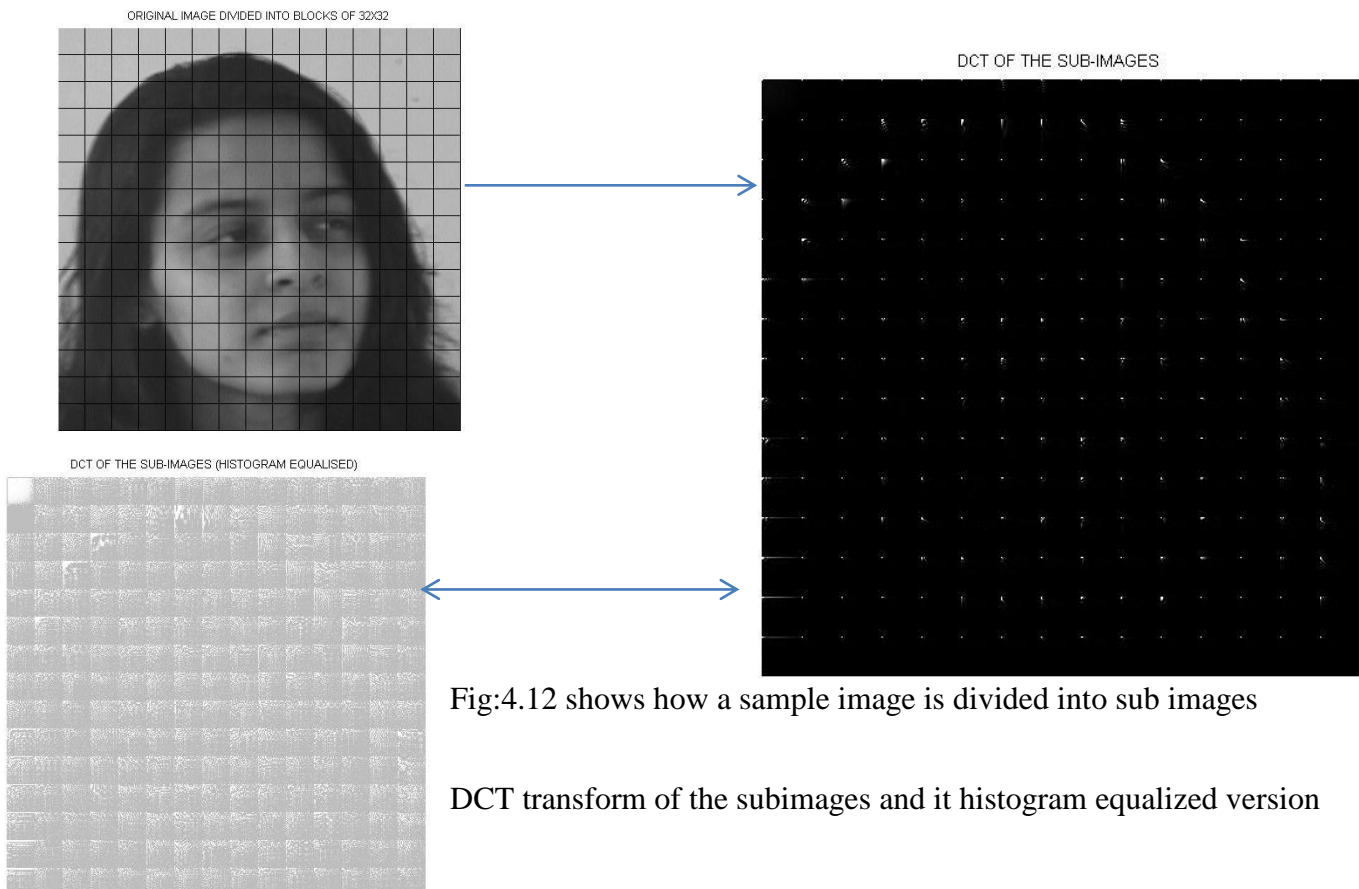 ORIGINAL IMAGE DIVIDED INTO BLOCKS OF 32X32
DCT OF THE SUB-IMAGES
DCT OF THE SUB-IMAGES (HISTOGRAM EQUALISED)
Fig:4.12 shows how a sample image is divided into sub images
DCT transform of the subimages and it histogram equalized version